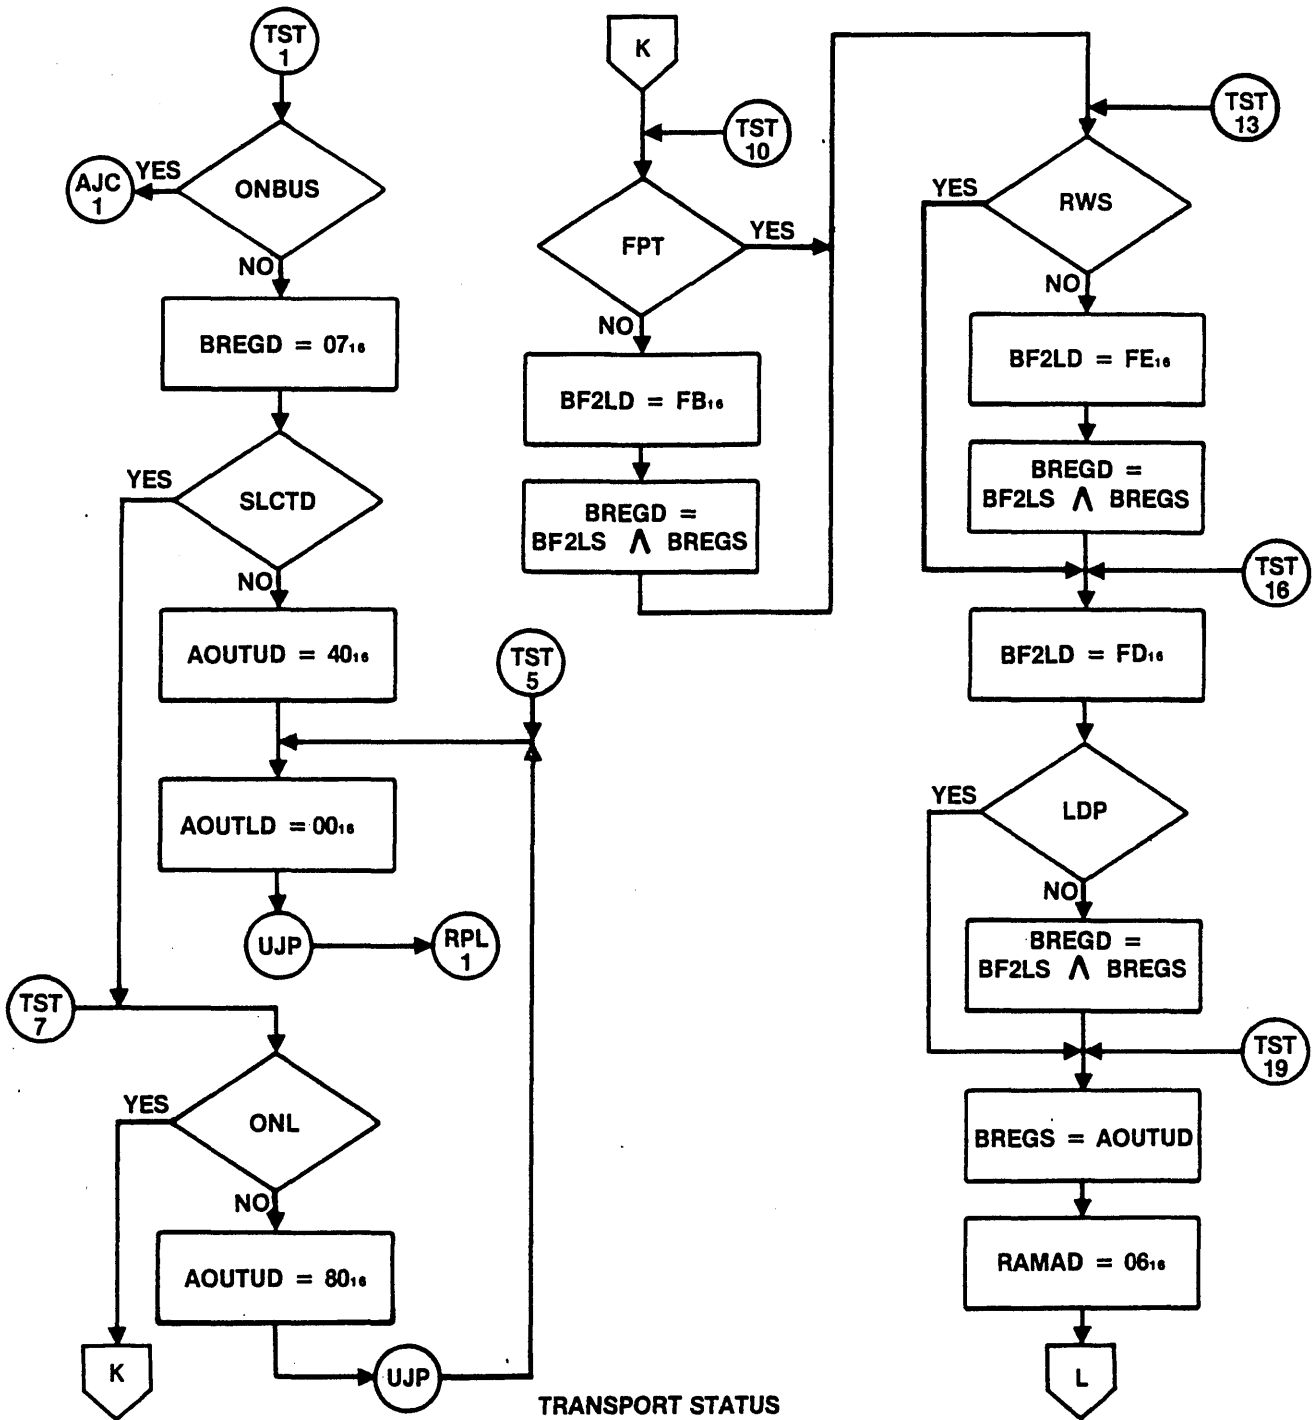 TST
1
ONBUS
YES
AJC
1
NO
BREGD = 07₁₆
SLCTD
YES
NO
AOUTUD = 40₁₆
TST
5
AOUTLD = 00₁₆
UJP
RPL
1
TST
7
ONL
YES
NO
AOUTUD = 80₁₆
UJP
K
K
TST
10
FPT
YES
NO
BF2LD = FB₁₆
BREGD =
BF2LS ∧ BREGS
TST
13
RWS
YES
NO
BF2LD = FE₁₆
BREGD =
BF2LS ∧ BREGS
TST
16
BF2LD = FD₁₆
LDP
YES
NO
BREGD =
BF2LS ∧ BREGS
TST
19
BREGS = AOUTUD
RAMAD = 06₁₆
L
TRANSPORT STATUS